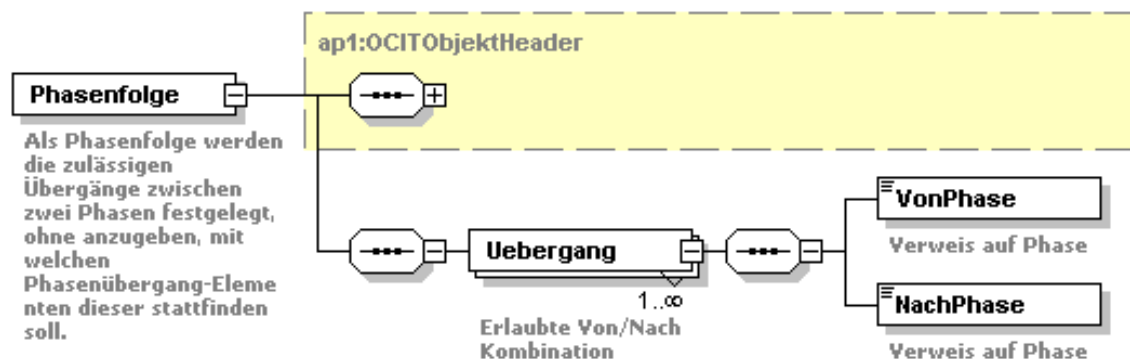 ap1:OCITObjektHeader
Phasenfolge
Als Phasenfolge werden
die zulässigen
Übergänge zwischen
zwei Phasen festgelegt,
ohne anzugeben, mit
welchen
Phasenübergang-Eleme
nten dieser stattfinden
soll.
Uebergang
1..∞
Erlaubte Von/Nach
Kombination
VonPhase
Verweis auf Phase
NachPhase
Verweis auf Phase